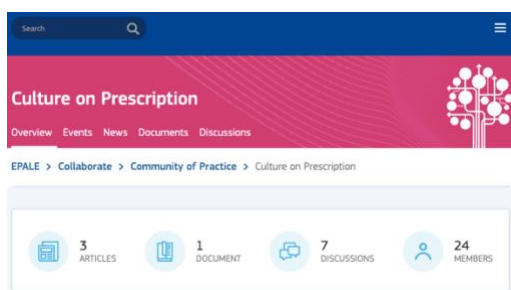 Search
Culture on Prescription
Overview Events News Documents Discussions
EPALE > Collaborate > Community of Practice > Culture on Prescription
3
ARTICLES
1
DOCUMENT
7
DISCUSSIONS
24
MEMBERS